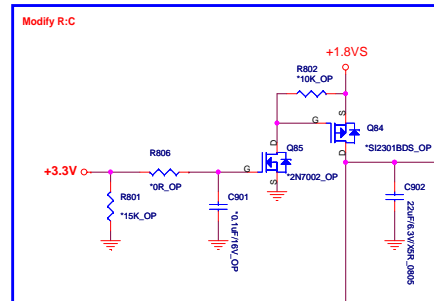 Modify R:C
+1.8VS
R802
*10K_OP
S
G
Q84
D
*SI2301BDS_OP
D
Q85
G
S
*2N7002_OP
R806
+3.3V
*0R_OP
R801
*15K_OP
C901
*0.1uF/16V_OP
C902
22uF/6.3V/X5R_0805